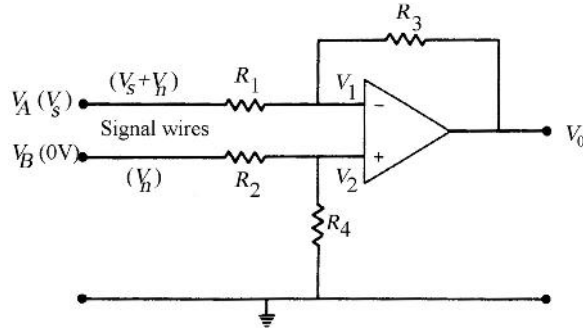 R3
(Vs+Vn) R1 V1
VA (Vs) −
Signal wires V0
VB (0V) +
(Vn) R2 V2
R4